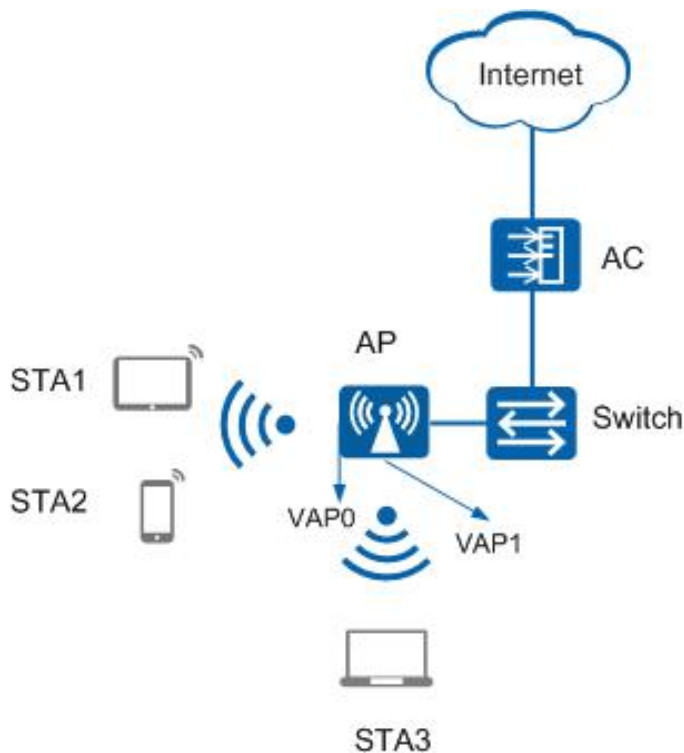 Internet
AC
AP
STA1
Switch
STA2
VAP0
VAP1
STA3